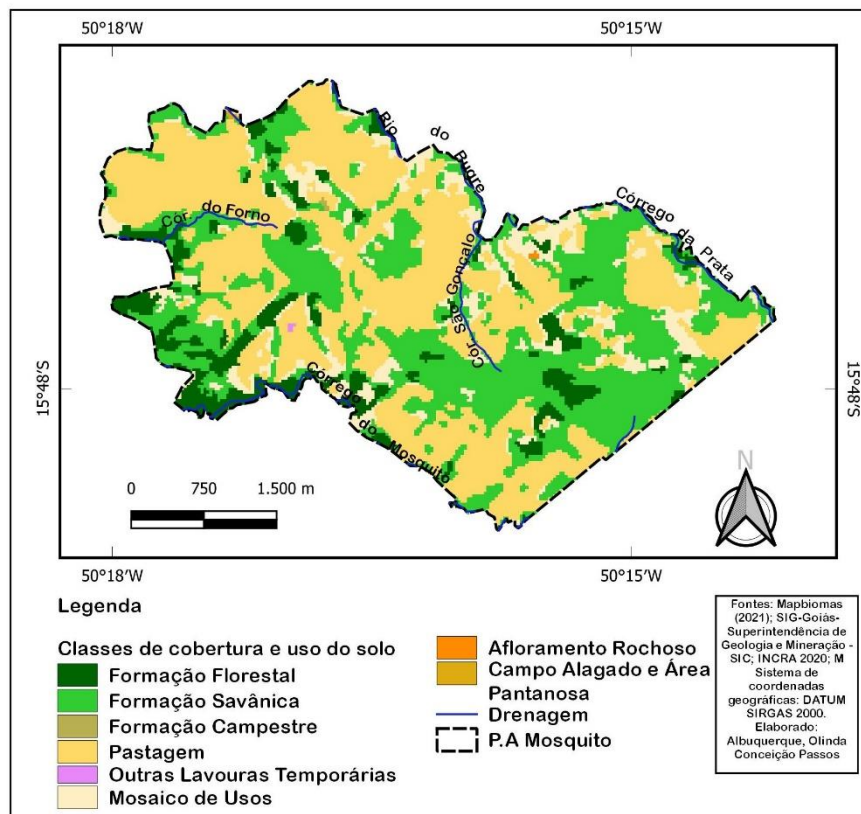 50°18'W
50°15'W
Rio do Bugre
Córrego da Prata
Cor. do Forno
Cor São Gonçalo
15°48'S
15°48'S
Córrego do Mosquito
N
0 750 1.500 m
50°18'W
50°15'W
Legenda
Classes de cobertura e uso do solo
Formação Florestal
Formação Savânica
Formação Campestre
Pastagem
Outras Lavouras Temporárias
Mosaico de Usos
Afloramento Rochoso
Campo Alagado e Área
Pantanosa
Drenagem
P.A Mosquito
Fontes: Mapbiomas
(2021); SIG-Goiás-
Superintendência de
Geologia e Mineração -
SIC; INCRA 2020; M
Sistema de
coordenadas
geográficas: DATUM
SIRGAS 2000.
Elaborado:
Albuquerque, Olinda
Conceição Passos